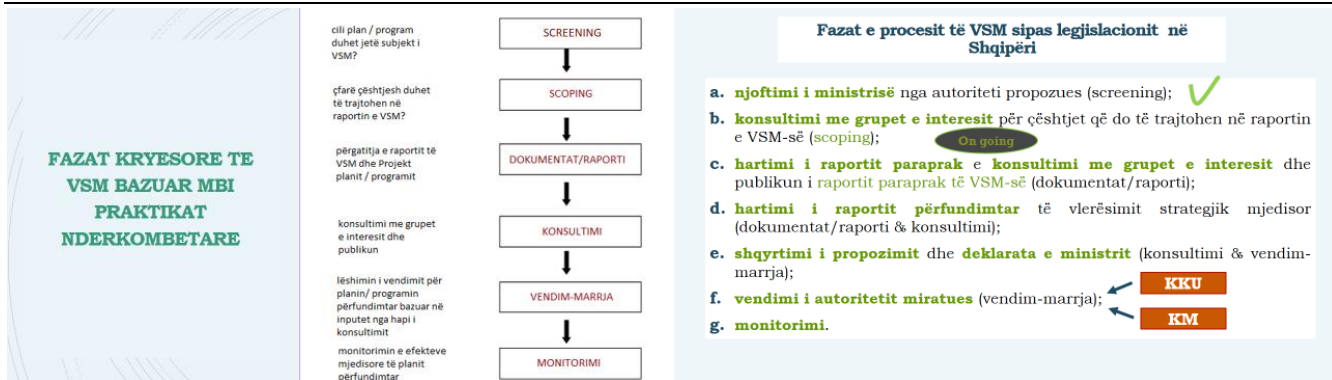 FAZAT KRYESORE TE
VSM BAZUAR MBI
PRAKTIKAT
NDERKOMBETARE
cili plan / program
duhet jetë subjekt i
VSM?
SCREENING
çfarë çështjesh duhet
të trajtohen në
raportin e VSM?
SCOPING
përgatitja e raportit të
VSM dhe Projekt
planit / programit
DOKUMENTAT/RAPORTI
konsultimi me grupet
e interesit dhe
publikun
KONSULTIMI
lëshimin i vendimit për
planin/ programin
përfundimtar bazuar në
inputet nga hapi i
konsultimit
VENDIM-MARRJA
monitorimin e efekteve
mjedisore të planit
përfundimtar
MONITORIMI
Fazat e procesit të VSM sipas legjislacionit në
Shqipëri
a. njoftimi i ministrisë nga autoriteti propozues (screening);
b. konsultimi me grupet e interesit për çështjet që do të trajtohen në raportin
e VSM-së (scoping);
On going
c. hartimi i raportit paraprak e konsultimi me grupet e interesit dhe
publikun i raportit paraprak të VSM-së (dokumentat/raporti);
d. hartimi i raportit përfundimtar të vlerësimit strategjik mjedisor
(dokumentat/raporti & konsultimi);
e. shqyrtimi i propozimit dhe deklarata e ministrit (konsultimi & vendim-
marrja);
f. vendimi i autoritetit miratues (vendim-marrja);
KKU
KM
g. monitorimi.